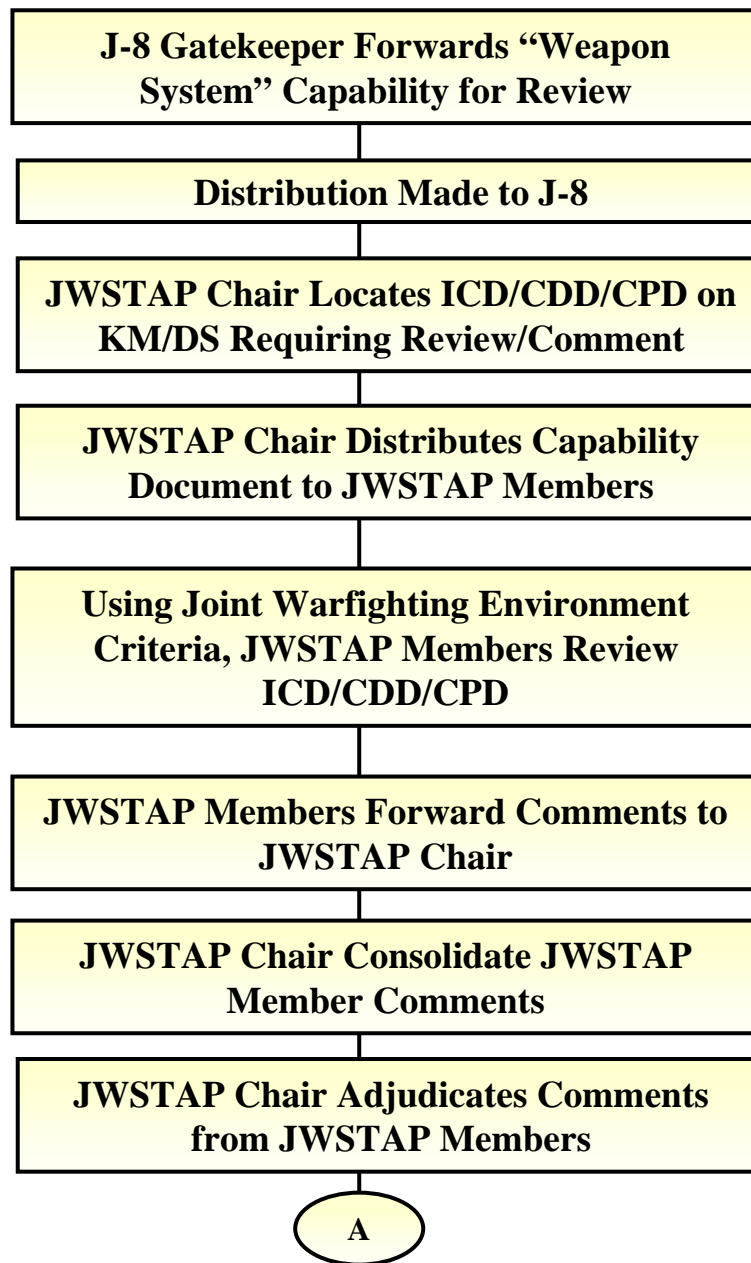 J-8 Gatekeeper Forwards “Weapon
System” Capability for Review
Distribution Made to J-8
JWSTAP Chair Locates ICD/CDD/CPD on
KM/DS Requiring Review/Comment
JWSTAP Chair Distributes Capability
Document to JWSTAP Members
Using Joint Warfighting Environment
Criteria, JWSTAP Members Review
ICD/CDD/CPD
JWSTAP Members Forward Comments to
JWSTAP Chair
JWSTAP Chair Consolidate JWSTAP
Member Comments
JWSTAP Chair Adjudicates Comments
from JWSTAP Members
A